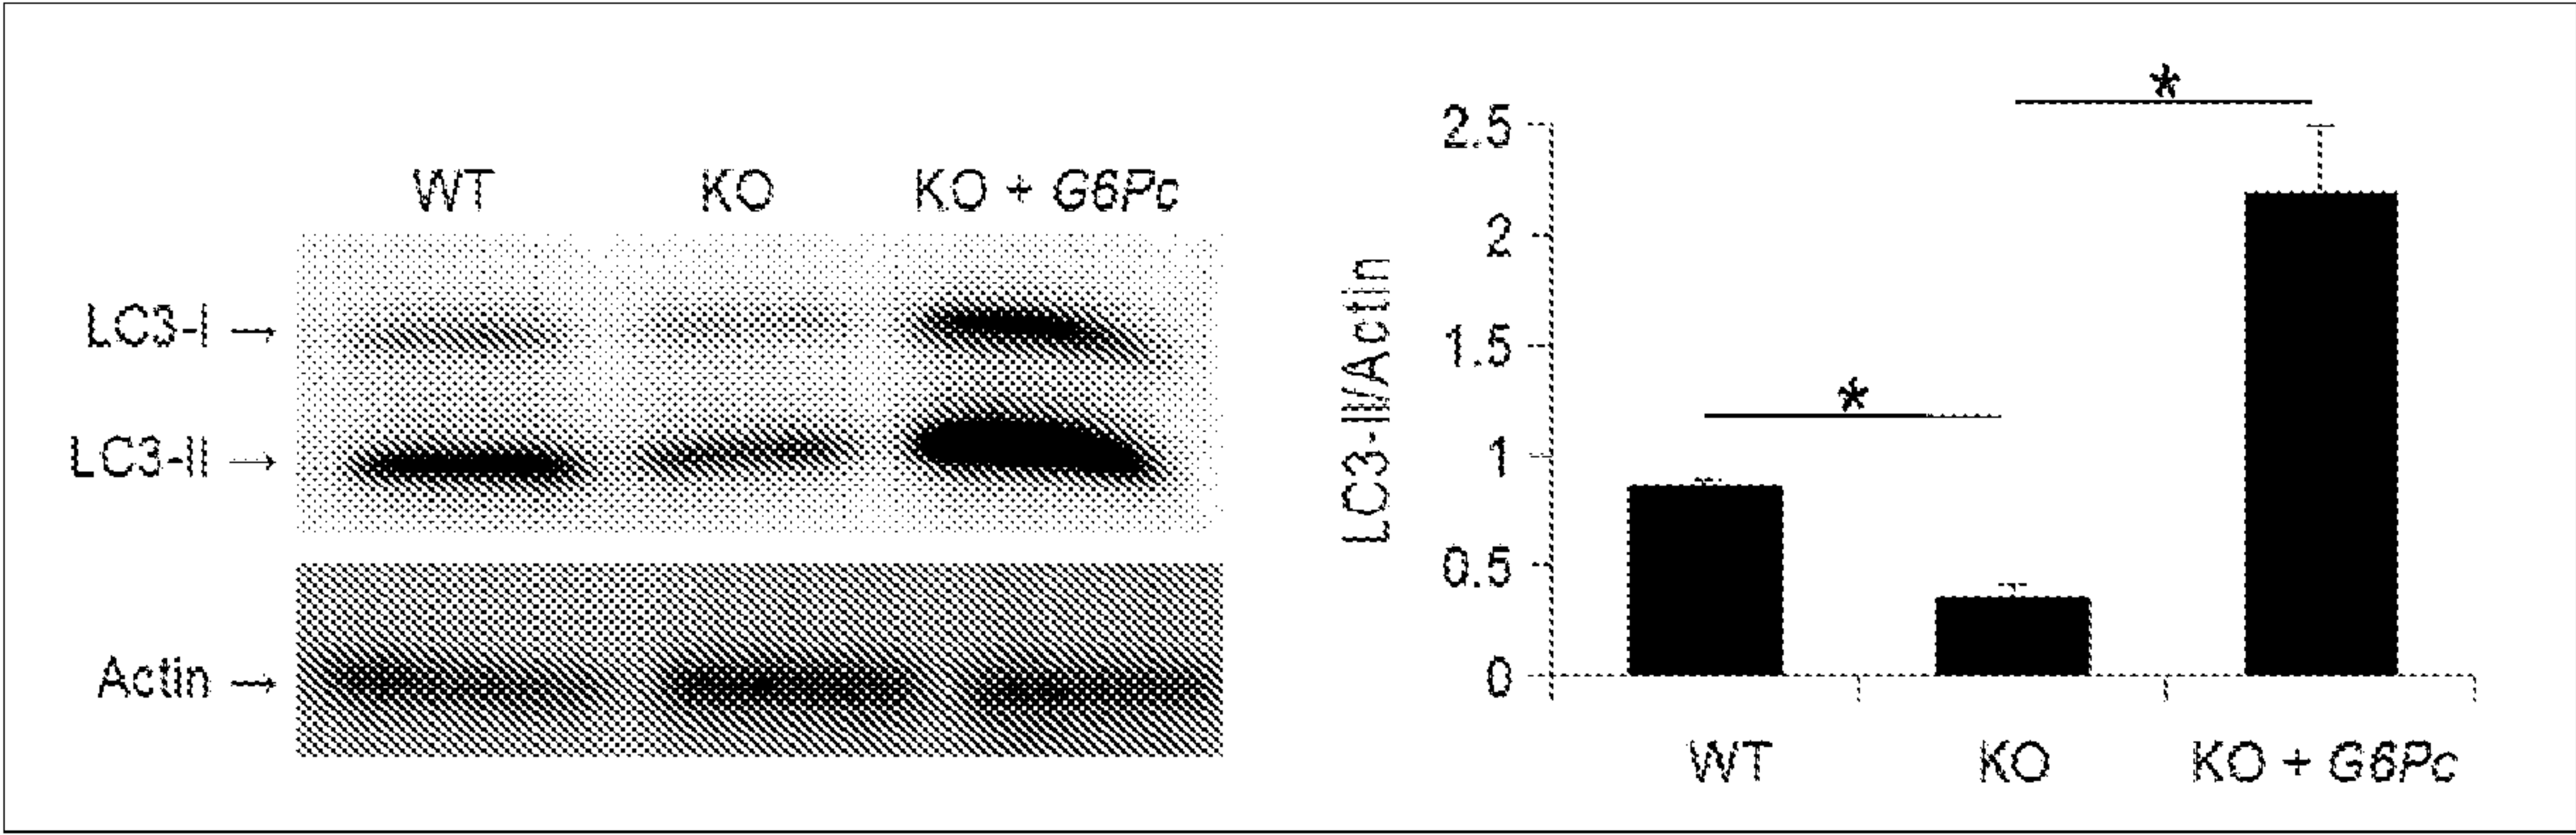 WT KO KO + G6Pc
LC3-I →
LC3-II →
Actin →
*
*
LC3-II/Actin
2.5
2
1.5
1
0.5
0
WT KO KO + G6Pc